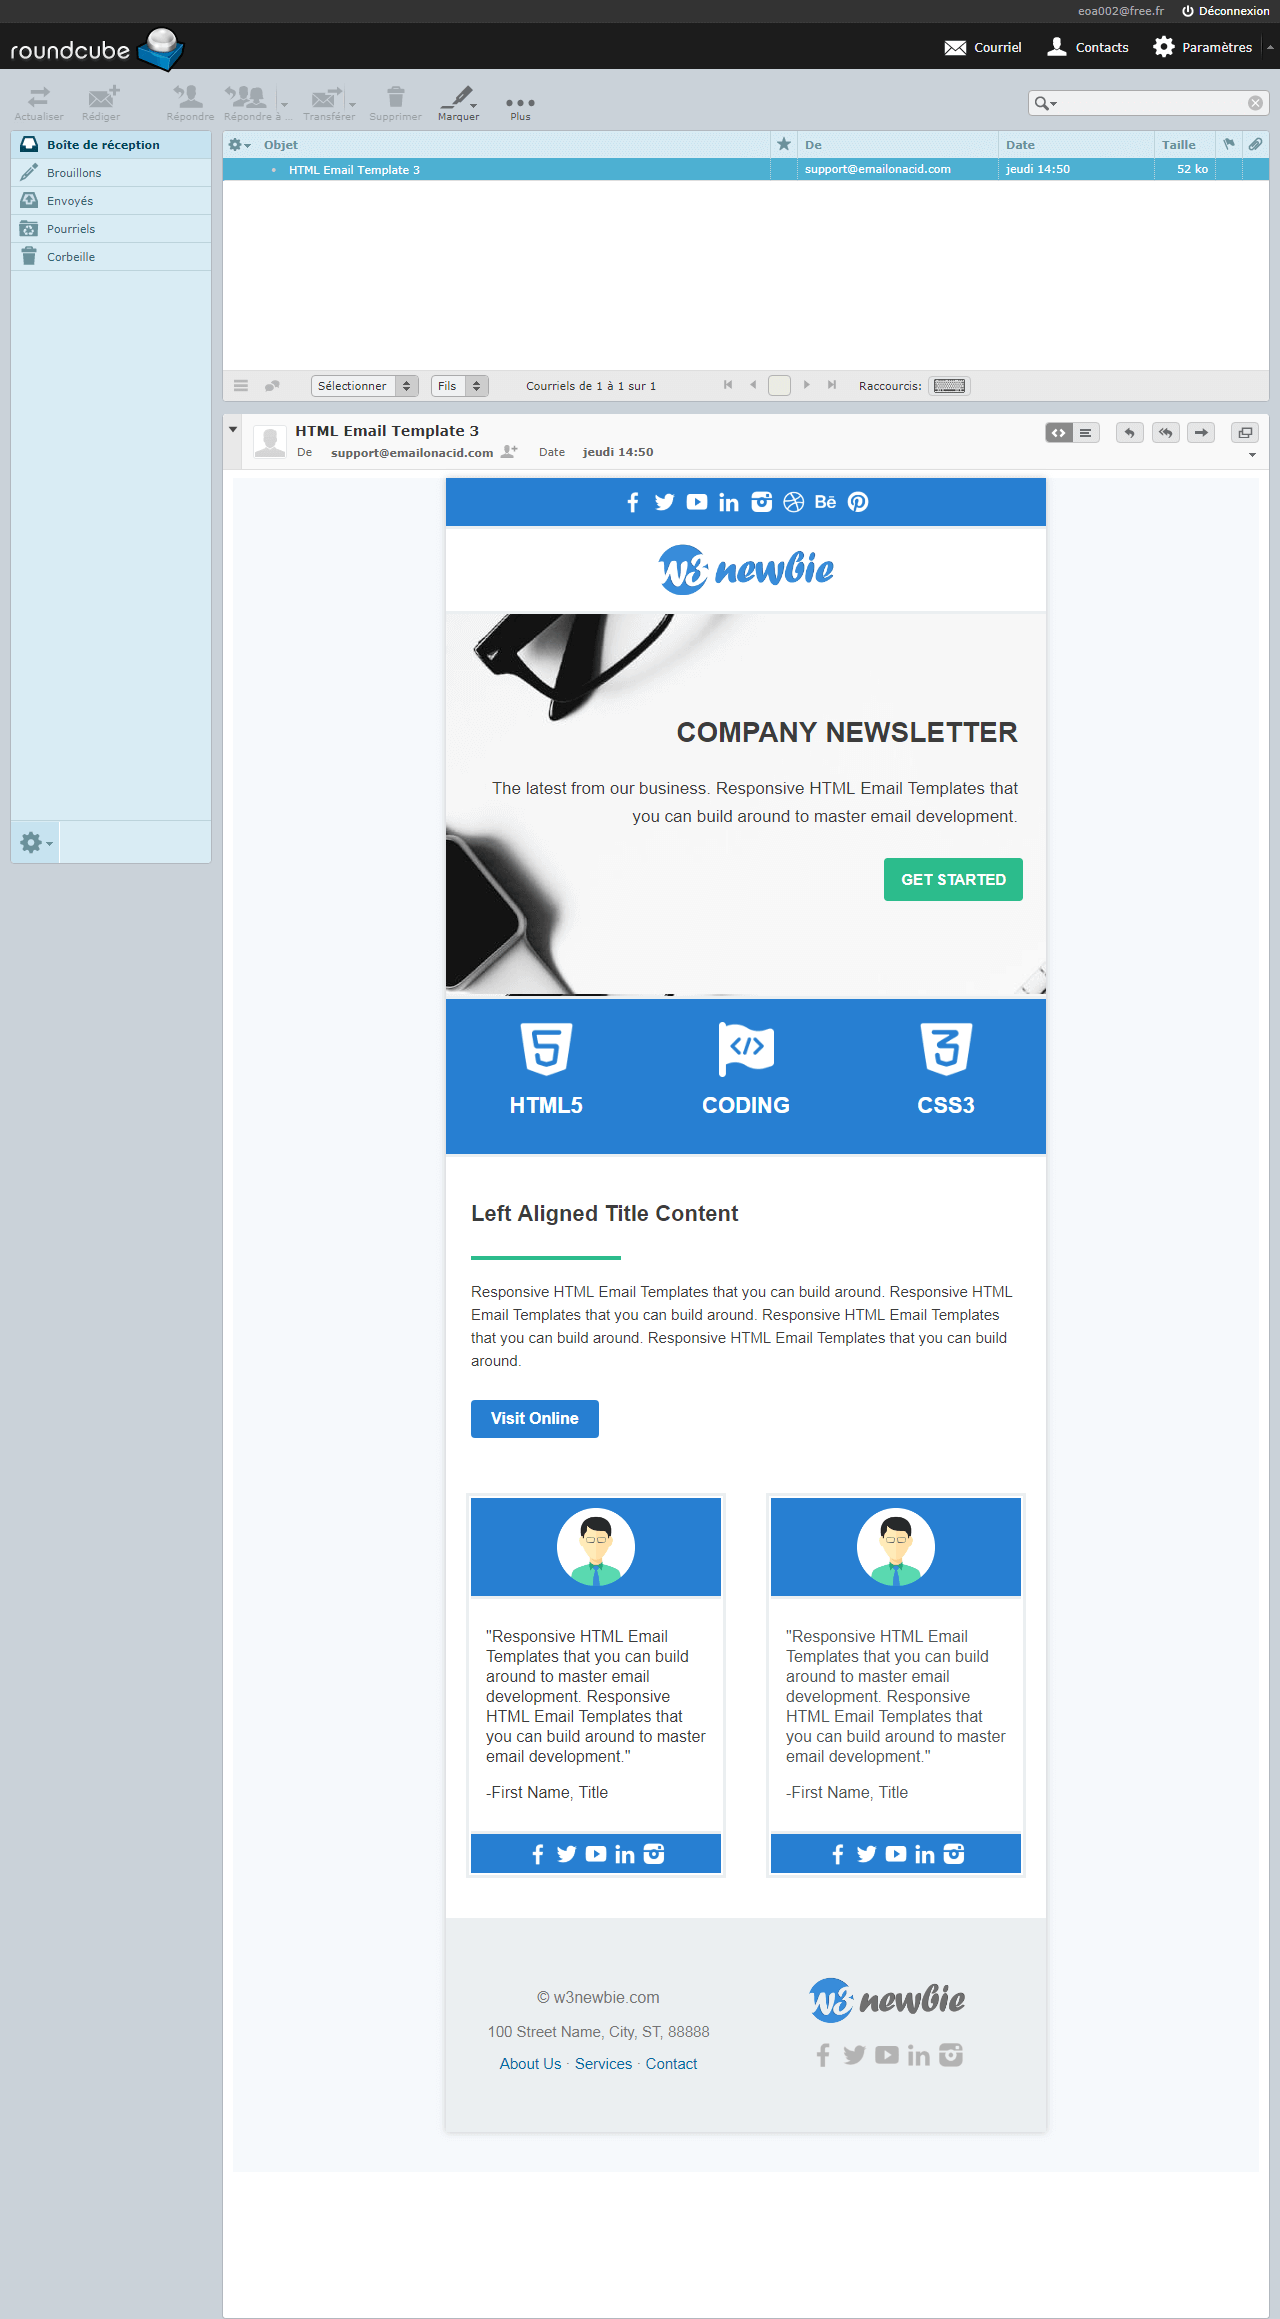 eoa002@free.fr Déconnexion
roundcube Courriel Contacts Paramètres
Actualiser Rédiger Répondre Répondre à ... Transférer Supprimer Marquer Plus
Boîte de réception
Brouillons
Envoyés
Pourriels
Corbeille
Objet De Date Taille
HTML Email Template 3 support@emailonacid.com jeudi 14:50 52 ko
Sélectionner Fils Courriels de 1 à 1 sur 1 Raccourcis:
HTML Email Template 3
De support@emailonacid.com Date jeudi 14:50
Bē
w3 newbie
COMPANY NEWSLETTER
The latest from our business. Responsive HTML Email Templates that
you can build around to master email development.
GET STARTED
HTML5 CODING CSS3
Left Aligned Title Content
Responsive HTML Email Templates that you can build around. Responsive HTML
Email Templates that you can build around. Responsive HTML Email Templates
that you can build around. Responsive HTML Email Templates that you can build
around.
Visit Online
"Responsive HTML Email
Templates that you can build
around to master email
development. Responsive
HTML Email Templates that
you can build around to master
email development."
-First Name, Title
"Responsive HTML Email
Templates that you can build
around to master email
development. Responsive
HTML Email Templates that
you can build around to master
email development."
-First Name, Title
© w3newbie.com
100 Street Name, City, ST, 88888
About Us · Services · Contact
w3 newbie